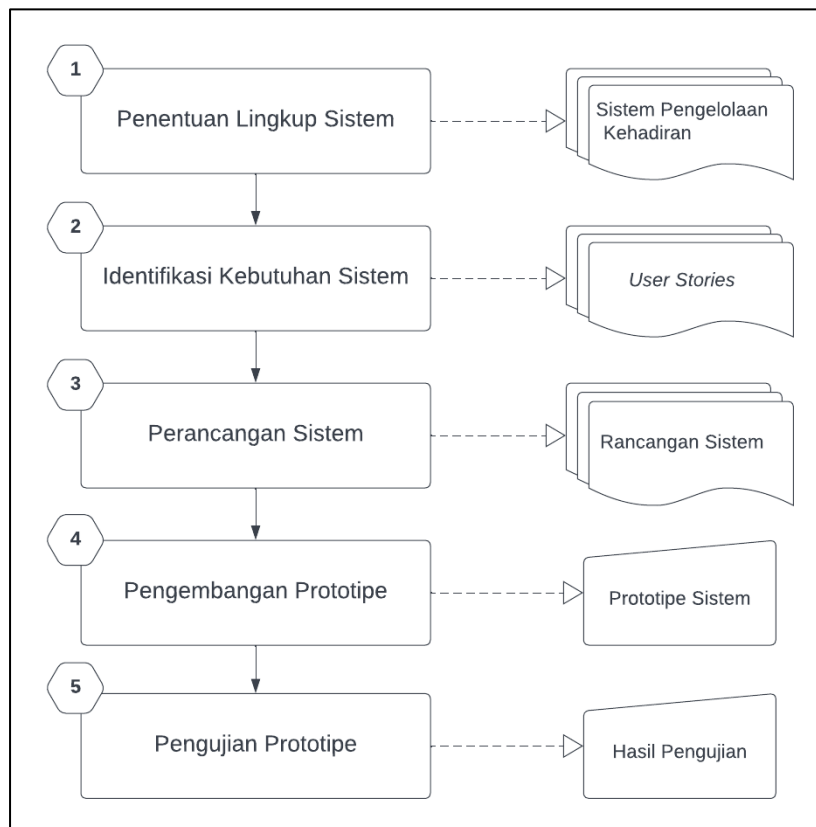 1
Penentuan Lingkup Sistem
Sistem Pengelolaan
Kehadiran
2
Identifikasi Kebutuhan Sistem
User Stories
3
Perancangan Sistem
Rancangan Sistem
4
Pengembangan Prototipe
Prototipe Sistem
5
Pengujian Prototipe
Hasil Pengujian